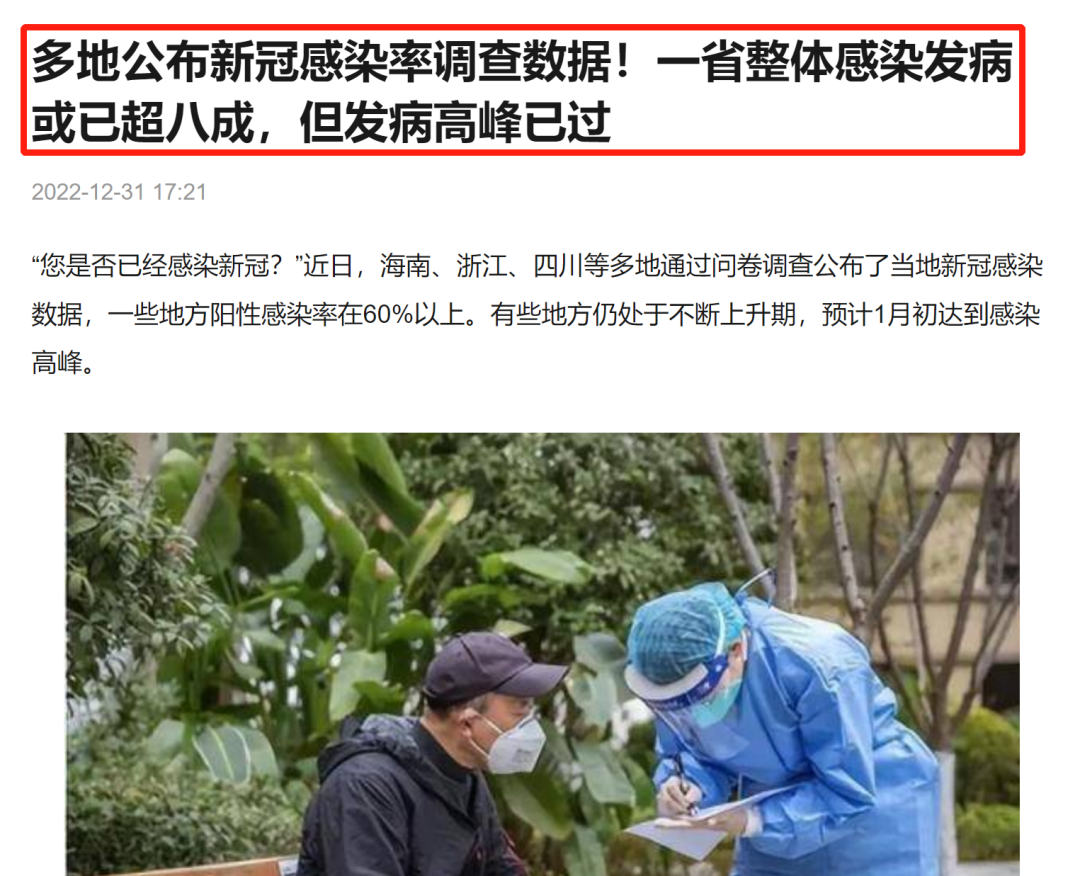 多地公布新冠感染率调查数据！一省整体感染发病
或已超八成，但发病高峰已过
2022-12-31 17:21
“您是否已经感染新冠？”近日，海南、浙江、四川等多地通过问卷调查公布了当地新冠感染
数据，一些地方阳性感染率在60%以上。有些地方仍处于不断上升期，预计1月初达到感染
高峰。